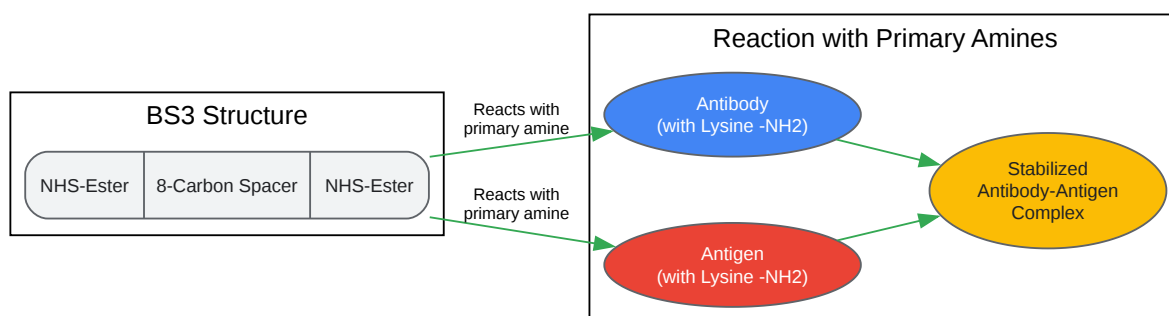 BS3 Structure
NHS-Ester
8-Carbon Spacer
NHS-Ester
Reacts with
primary amine
Reacts with
primary amine
Reaction with Primary Amines
Antibody
(with Lysine -NH2)
Antigen
(with Lysine -NH2)
Stabilized
Antibody-Antigen
Complex